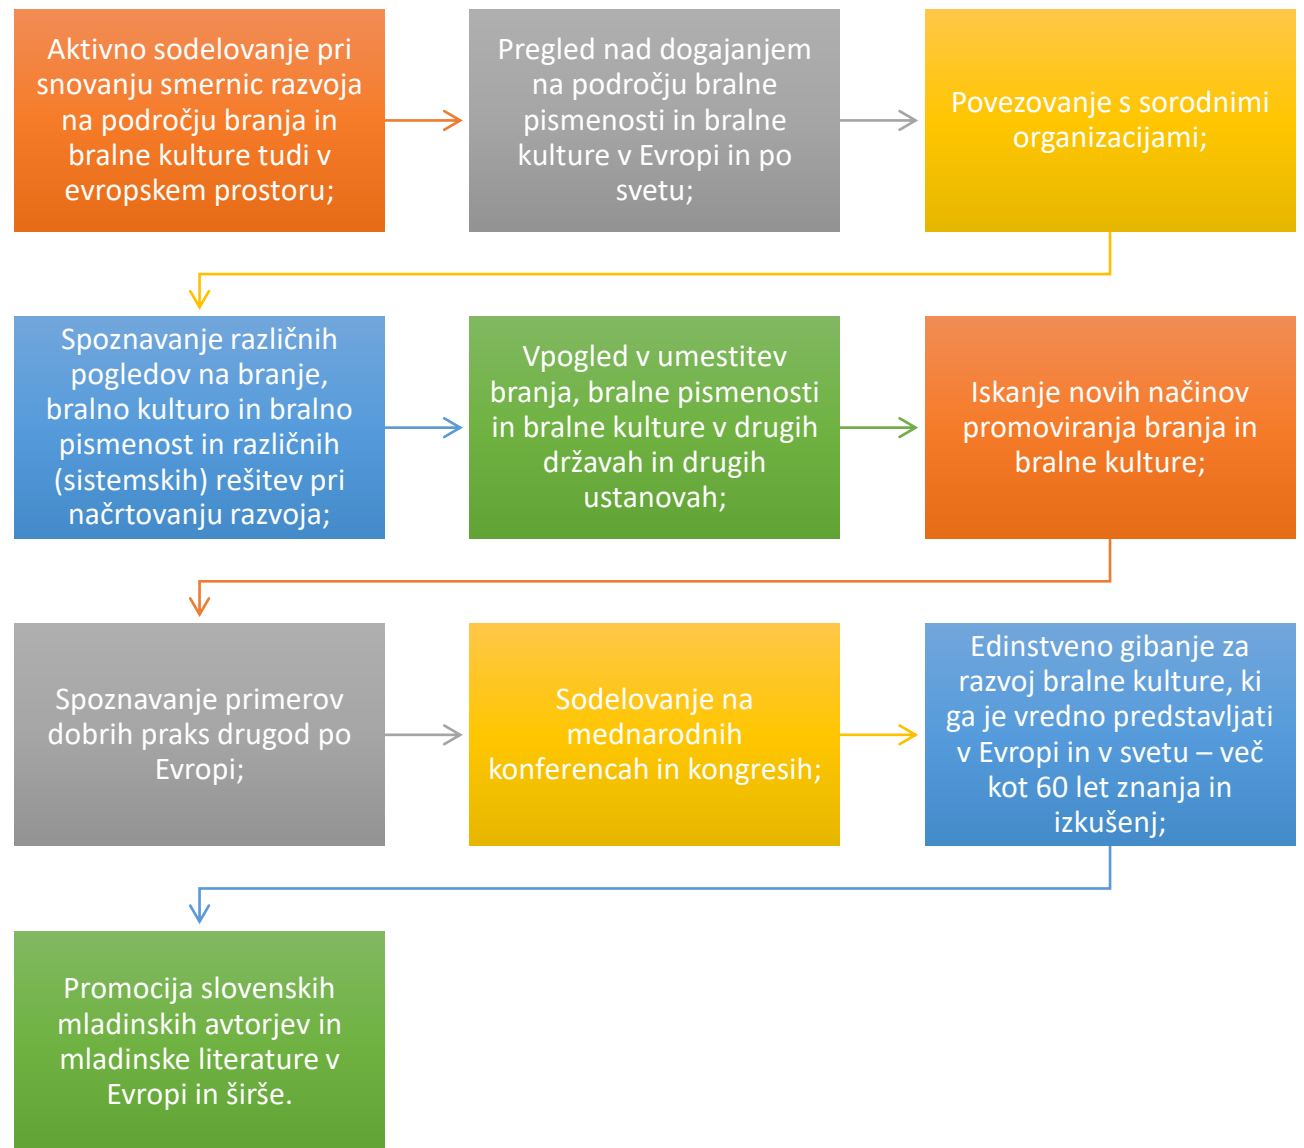 Aktivno sodelovanje pri
snovanju smernic razvoja
na področju branja in
bralne kulture tudi v
evropskem prostoru;
Pregled nad dogajanjem
na področju bralne
pismenosti in bralne
kulture v Evropi in po
svetu;
Povezovanje s sorodnimi
organizacijami;
Spoznavanje različnih
pogledov na branje,
bralno kulturo in bralno
pismenost in različnih
(sistemskih) rešitev pri
načrtovanju razvoja;
Vpogled v umestitev
branja, bralne pismenosti
in bralne kulture v drugih
državah in drugih
ustanovah;
Iskanje novih načinov
promoviranja branja in
bralne kulture;
Spoznavanje primerov
dobrih praks drugod po
Evropi;
Sodelovanje na
mednarodnih
konferencah in kongresih;
Edinstveno gibanje za
razvoj bralne kulture, ki
ga je vredno predstavljati
v Evropi in v svetu – več
kot 60 let znanja in
izkušenj;
Promocija slovenskih
mladinskih avtorjev in
mladinske literature v
Evropi in širše.